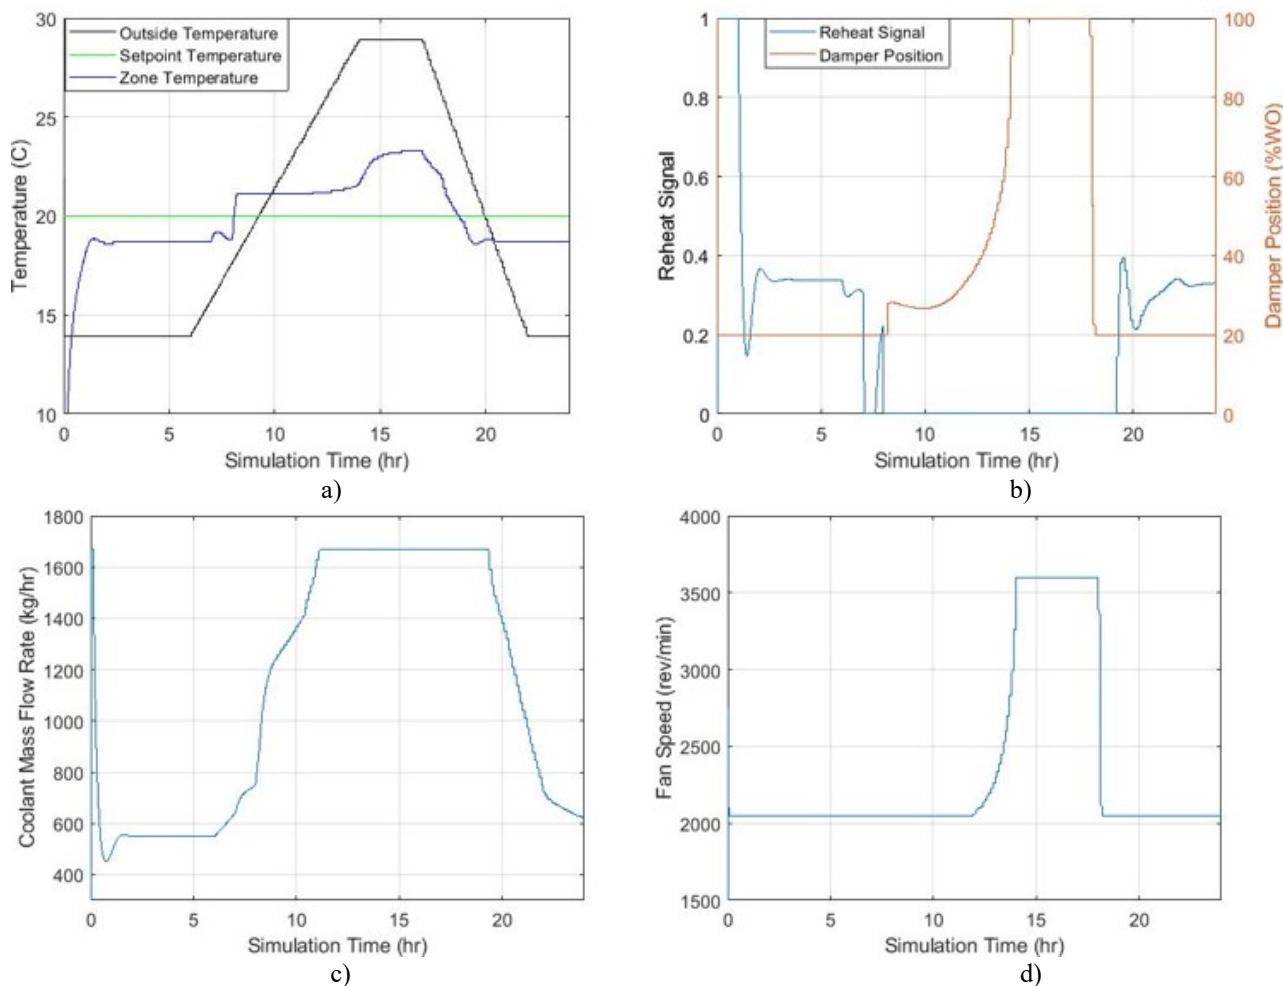 30
25
20
15
10
Temperature (C)
Outside Temperature
Setpoint Temperature
Zone Temperature
0 5 10 15 20
Simulation Time (hr)
a)
1
0.8
0.6
0.4
0.2
0
Reheat Signal
Reheat Signal
Damper Position
100
80
60
40
20
0
Damper Position (%WO)
0 5 10 15 20
Simulation Time (hr)
b)
1800
1600
1400
1200
1000
800
600
400
Coolant Mass Flow Rate (kg/hr)
0 5 10 15 20
Simulation Time (hr)
c)
4000
3500
3000
2500
2000
1500
Fan Speed (rev/min)
0 5 10 15 20
Simulation Time (hr)
d)